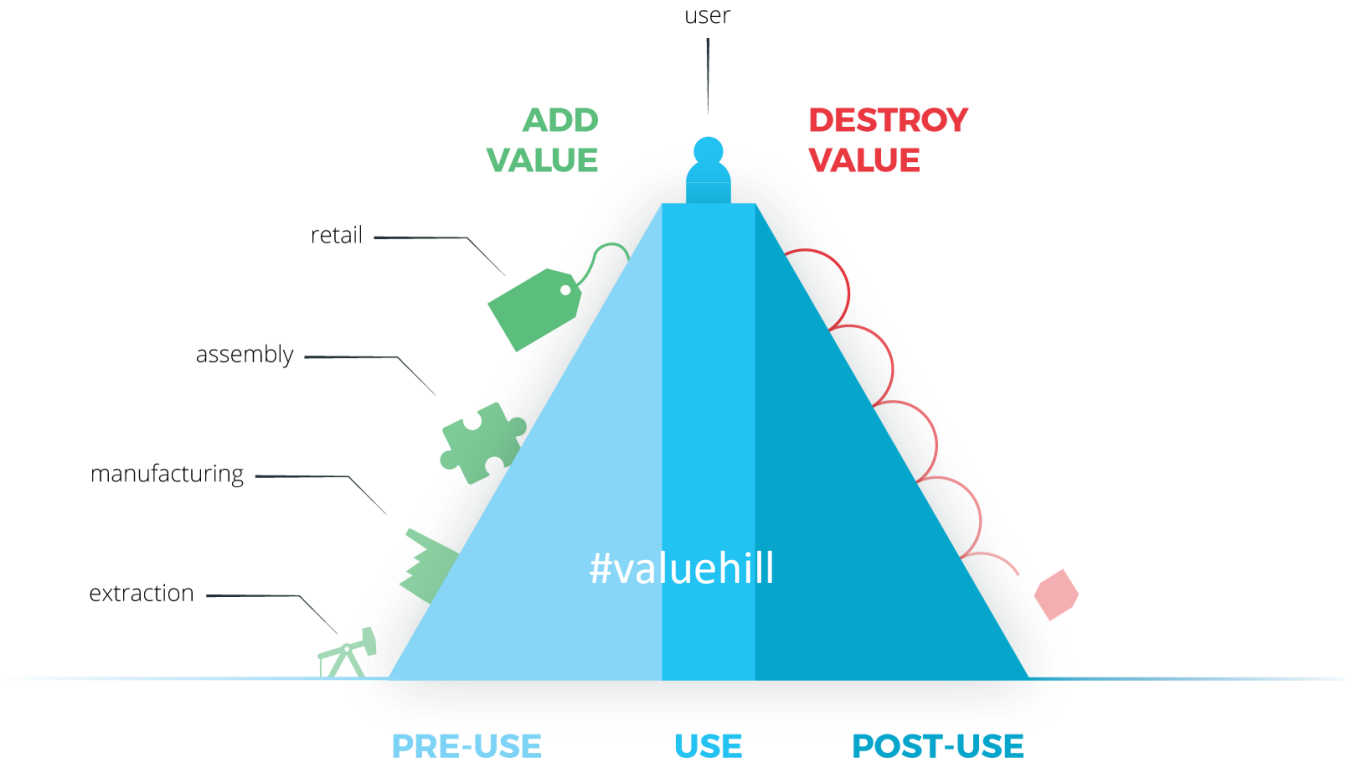 user
ADD
VALUE
DESTROY
VALUE
retail
assembly
manufacturing
extraction
#valuehill
PRE-USE
USE
POST-USE